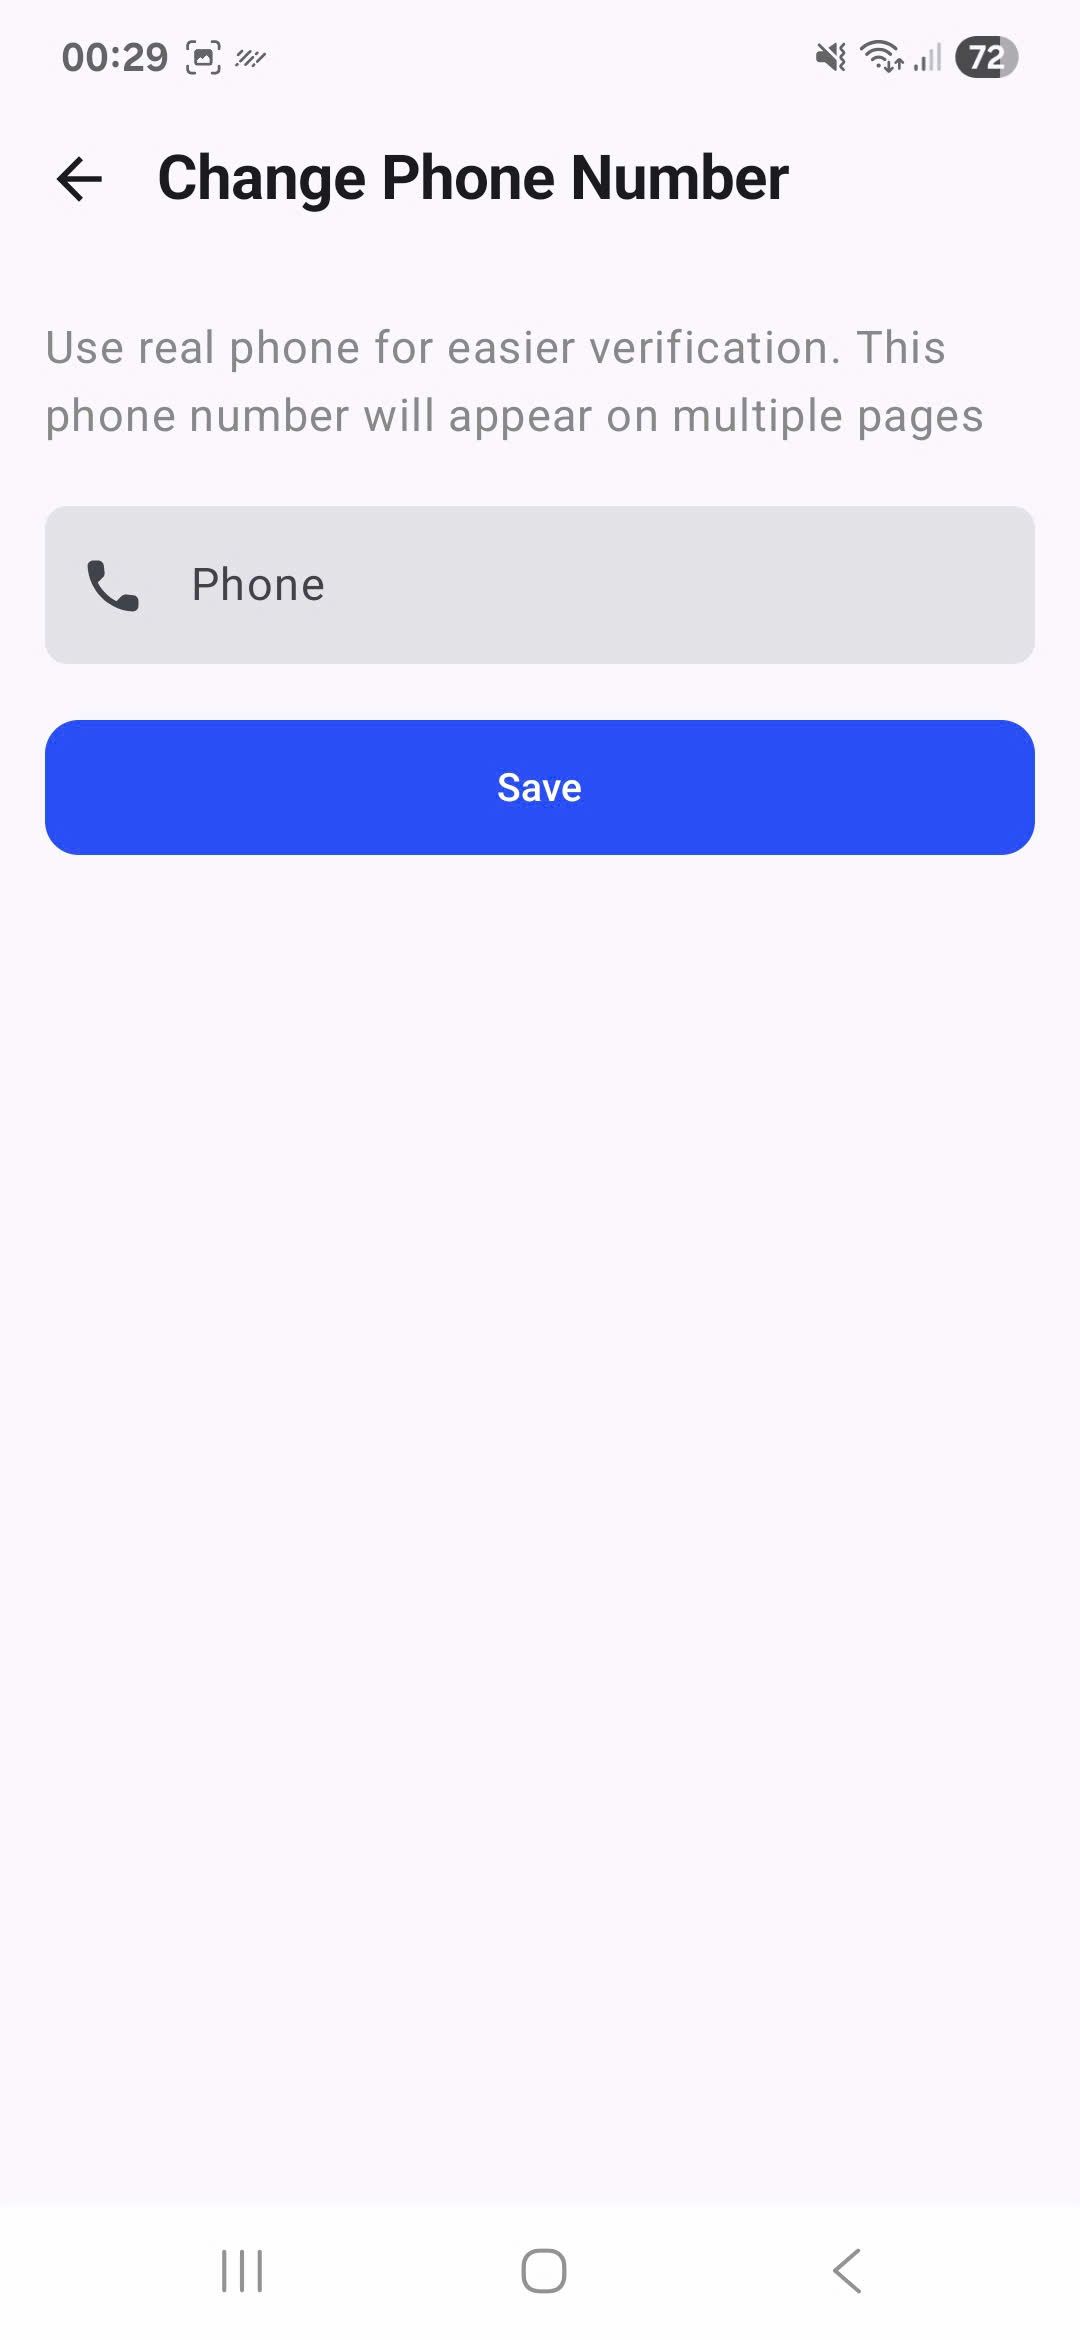 00:29
72
Change Phone Number
Use real phone for easier verification. This
phone number will appear on multiple pages
Phone
Save